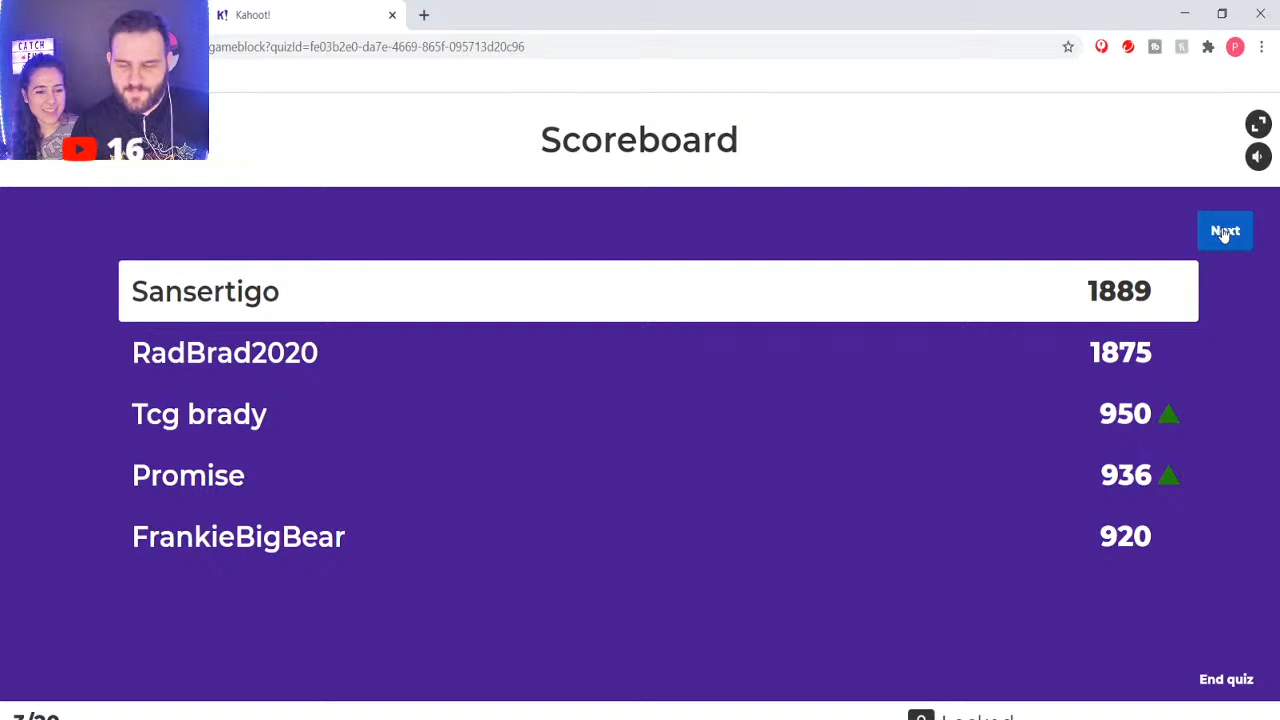 K! Kahoot!
gameblock?quizId=fe03b2e0-da7e-4669-865f-095713d20c96
P
CATCH
16
Scoreboard
Next
Sansertigo 1889
RadBrad2020 1875
Tcg brady 950
Promise 936
FrankieBigBear 920
End quiz